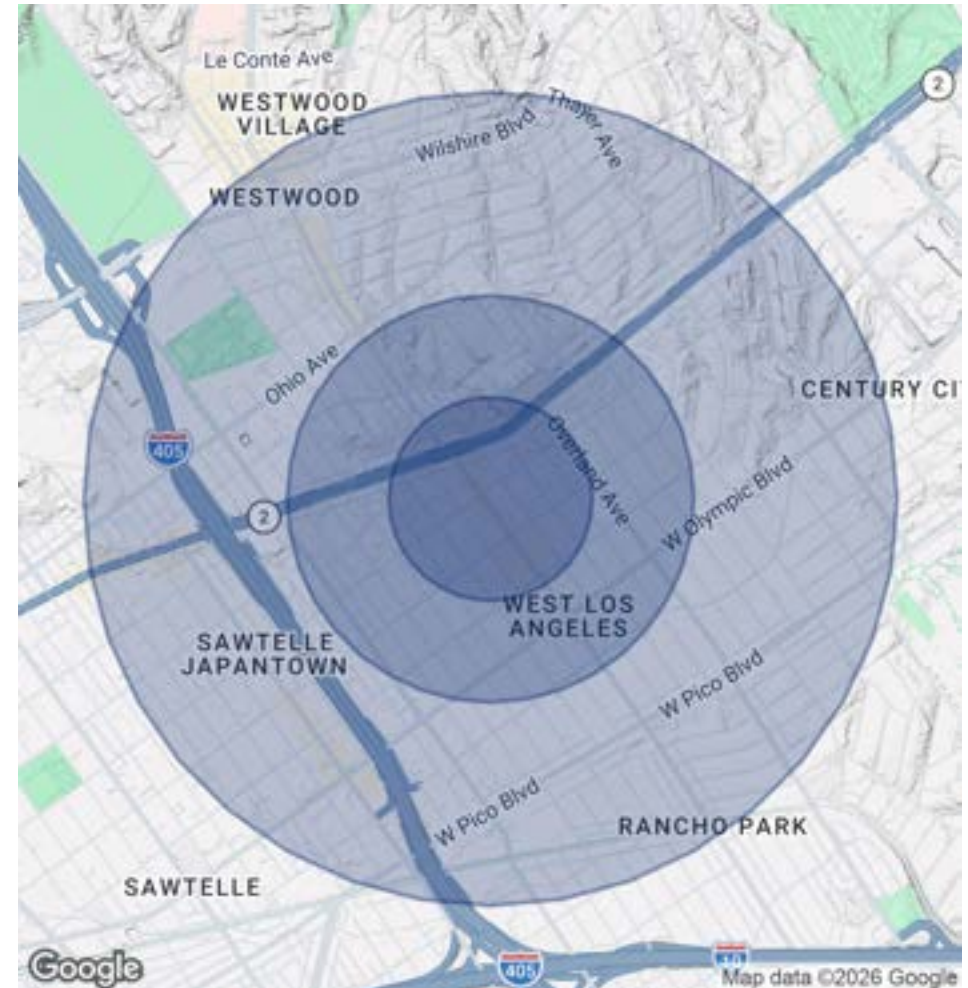 Le Conte Ave
2
WESTWOOD
VILLAGE
Thayer Ave
Wilshire Blvd
WESTWOOD
Ohio Ave
CENTURY CI
405
Overland Ave
W Olympic Blvd
2
WEST LOS
ANGELES
SAWTELLE
JAPANTOWN
W Pico Blvd
W Pico Blvd
RANCHO PARK
SAWTELLE
Google
405
10
Map data ©2026 Google